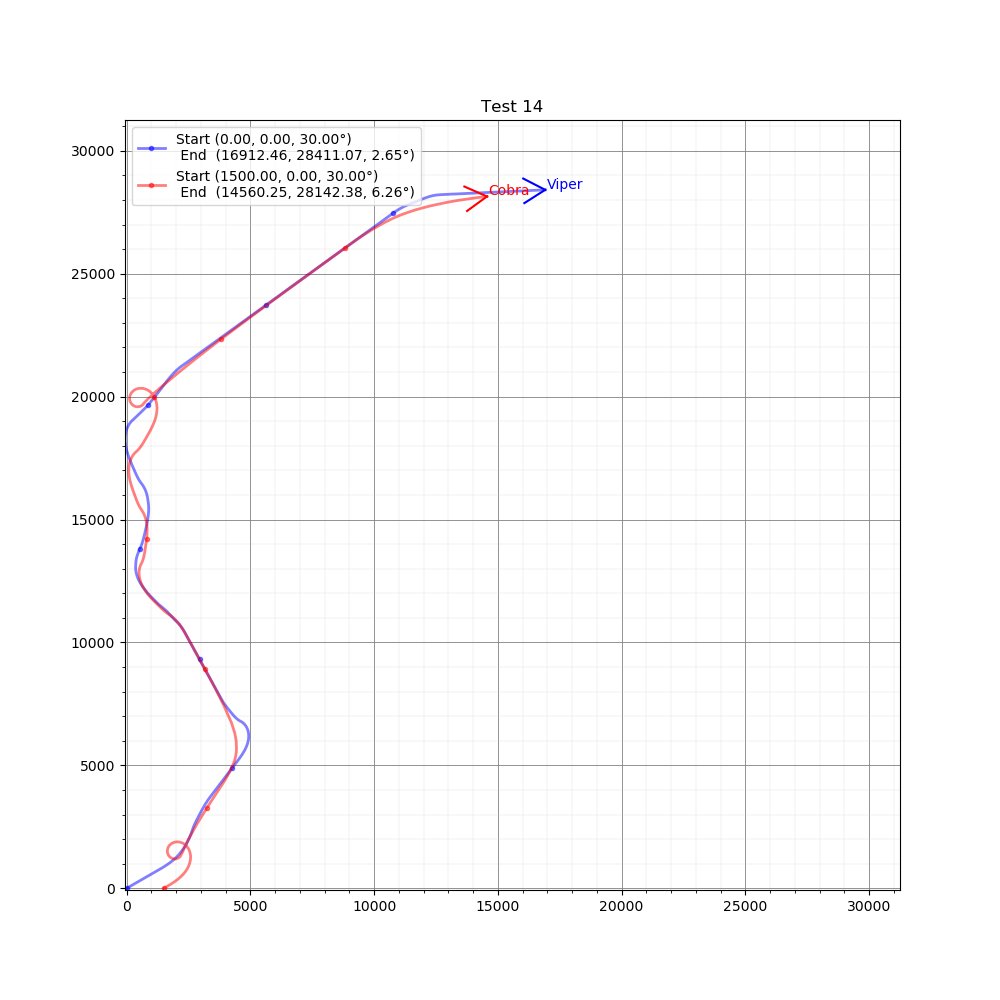 Test 14
Start (0.00, 0.00, 30.00°)
End (16912.46, 28411.07, 2.65°)
Start (1500.00, 0.00, 30.00°)
End (14560.25, 28142.38, 6.26°)
Cobra
Viper
30000
25000
20000
15000
10000
5000
0
0 5000 10000 15000 20000 25000 30000